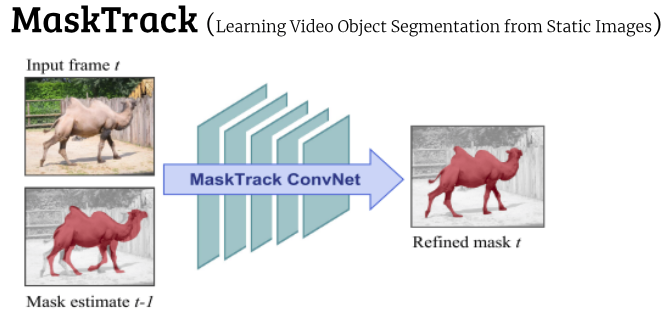 MaskTrack (Learning Video Object Segmentation from Static Images)
Input frame t
MaskTrack ConvNet
Refined mask t
Mask estimate t-1